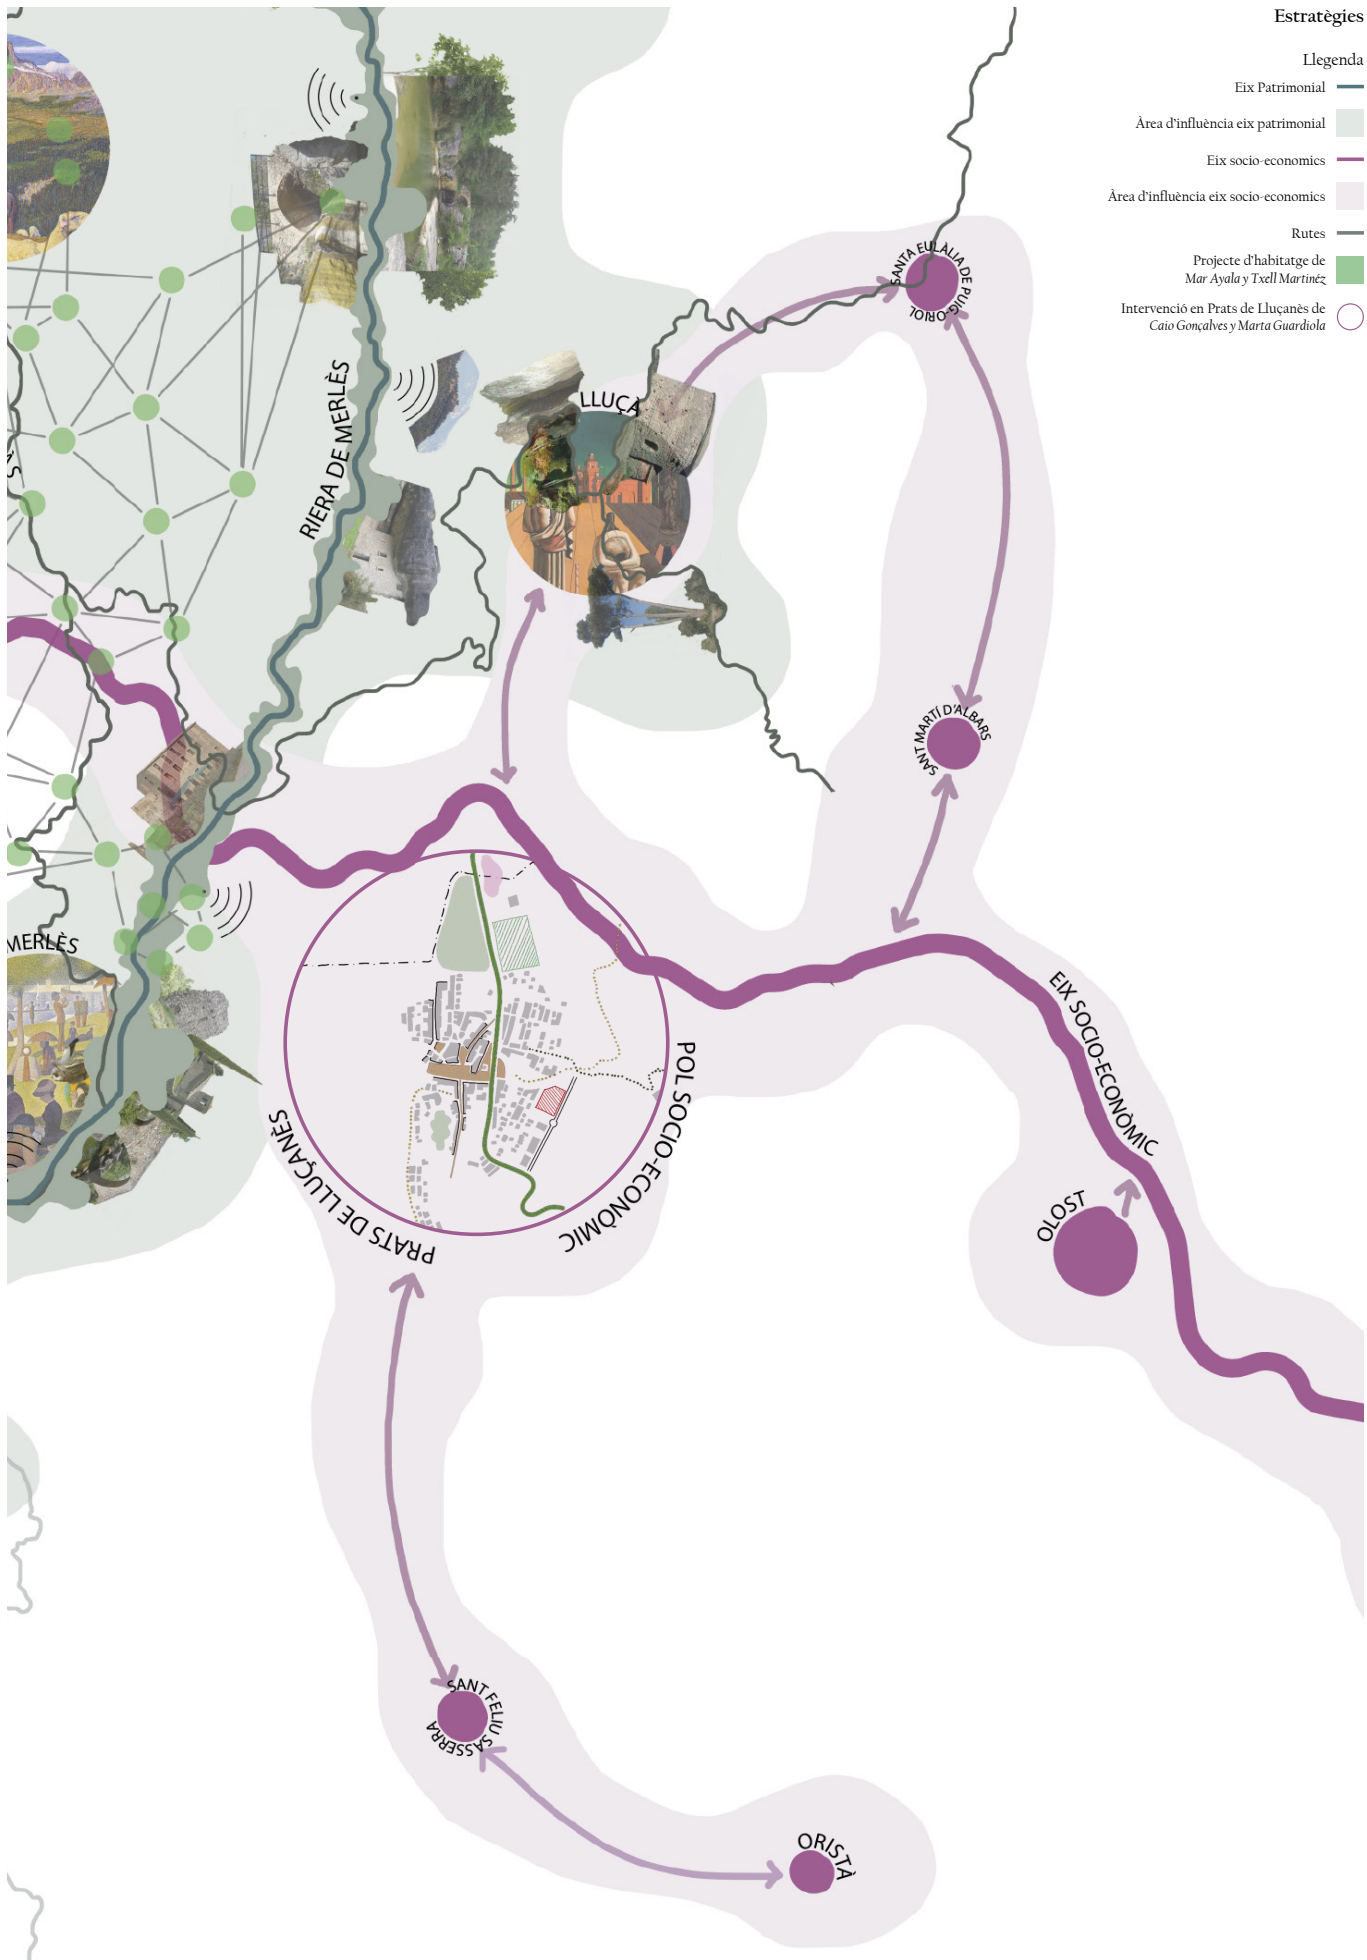 Estratègies
Llegenda
Eix Patrimonial
Àrea d'influència eix patrimonial
Eix socio-economics
Àrea d'influència eix socio-economics
Rutes
Projecte d'habitatge de
Mar Ayala y Txell Martinéz
Intervenció en Prats de Lluçanès de
Caio Gonçalves y Marta Guardiola
SANTA EULÀLIA DE PUIG-ORIOL
LLUÇÀ
RIERA DE MERLÈS
SANT MARTÍ D'ALBARS
MERLÈS
EIX SOCIO-ECONÒMIC
POL SOCIO-ECONÒMIC
PRATS DE LLUÇANÈS
OLOST
SANT FELIU SASSERRA
ORISTÀ